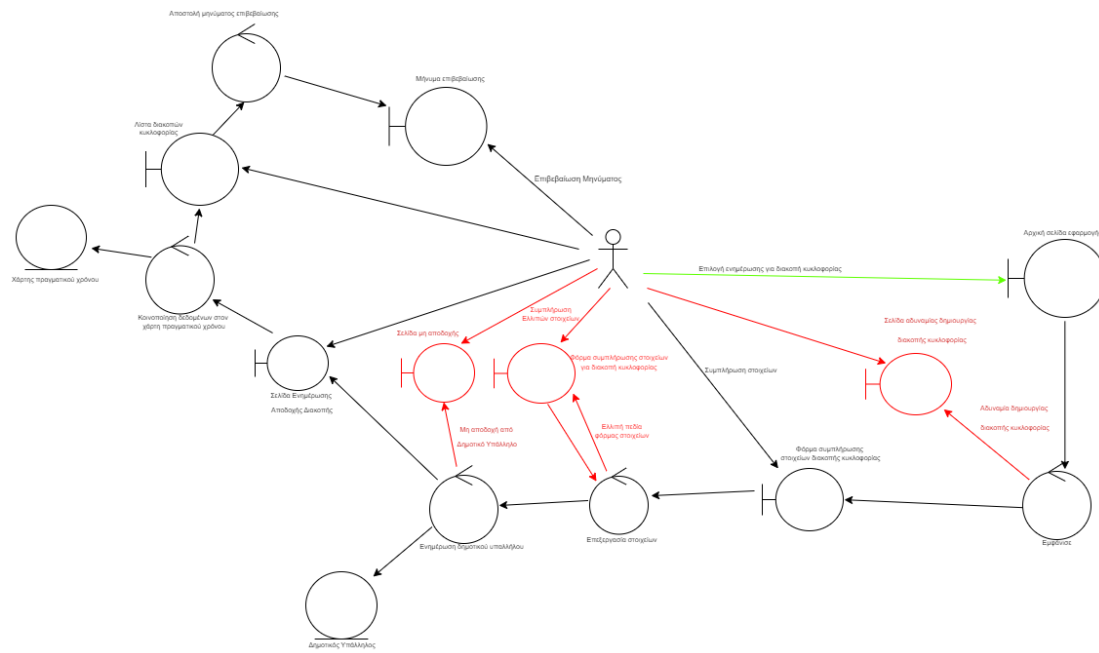 Αποστολή μηνύματος επιβεβαίωσης
Μήνυμα επιβεβαίωσης
Λίστα διακοπών
κυκλοφορίας
Επιβεβαίωση Μηνύματος
Αρχική σελίδα εφαρμογής
Επιλογή ενημέρωσης για διακοπή κυκλοφορίας
Χάρτης πραγματικού χρόνου
Κοινοποίηση δεδομένων στον
χάρτη πραγματικού χρόνου
Συμπλήρωση
Ελλιπών στοιχείων
Σελίδα μη αποδοχής
Σελίδα αδυναμίας δημιουργίας
διακοπής κυκλοφορίας
Φόρμα συμπλήρωσης στοιχείων
για διακοπή κυκλοφορίας
Συμπλήρωση στοιχείων
Σελίδα Ενημέρωσης
Αποδοχής Διακοπής
Μη αποδοχή από
Δημοτικό Υπάλληλο
Ελλιπή πεδία
φόρμας στοιχείων
Αδυναμία δημιουργίας
διακοπής κυκλοφορίας
Φόρμα συμπλήρωσης
στοιχείων διακοπής κυκλοφορίας
Ενημέρωση δημοτικού υπαλλήλου
Επεξεργασία στοιχείων
Εμφάνισε
Δημοτικός Υπάλληλος